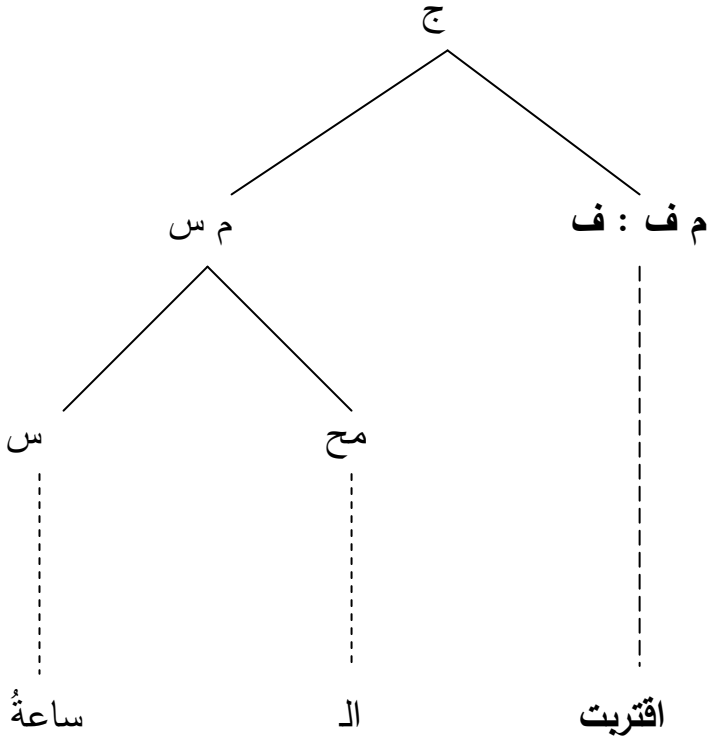 ج
م ف : ف م س
مح س
اقتربت الـ ساعةُ